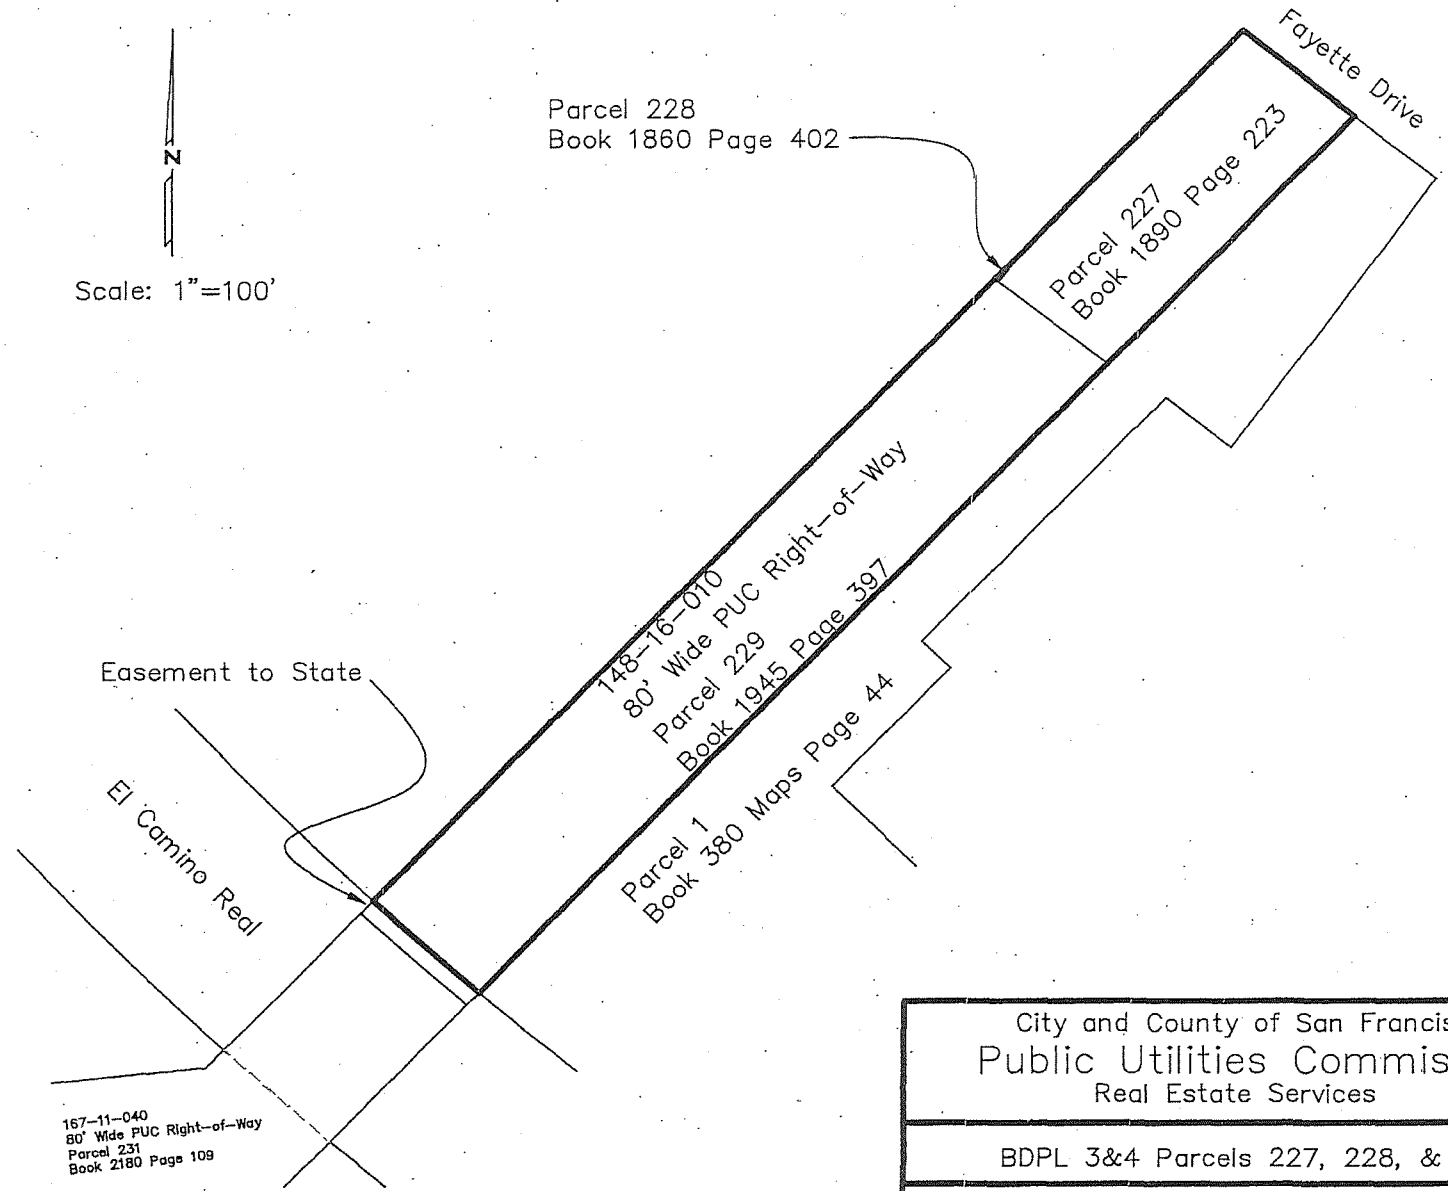 Fayette Drive
Parcel 228
Book 1860 Page 402
N
Scale: 1"=100'
Parcel 227
Book 1890 Page 223
148-16-010
80' Wide PUC Right-of-Way
Parcel 229
Book 1945 Page 397
Easement to State
El Camino Real
Parcel 1
Book 380 Maps Page 44
167-11-040
80' Wide PUC Right-of-Way
Parcel 231
Book 2180 Page 109
City and County of San Francis
Public Utilities Commis
Real Estate Services
BDPL 3&4 Parcels 227, 228, &